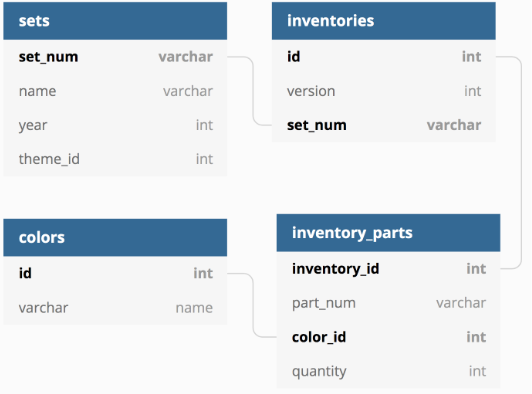 sets
set_num varchar
name varchar
year int
theme_id int
inventories
id int
version int
set_num varchar
colors
id int
varchar name
inventory_parts
inventory_id int
part_num varchar
color_id int
quantity int